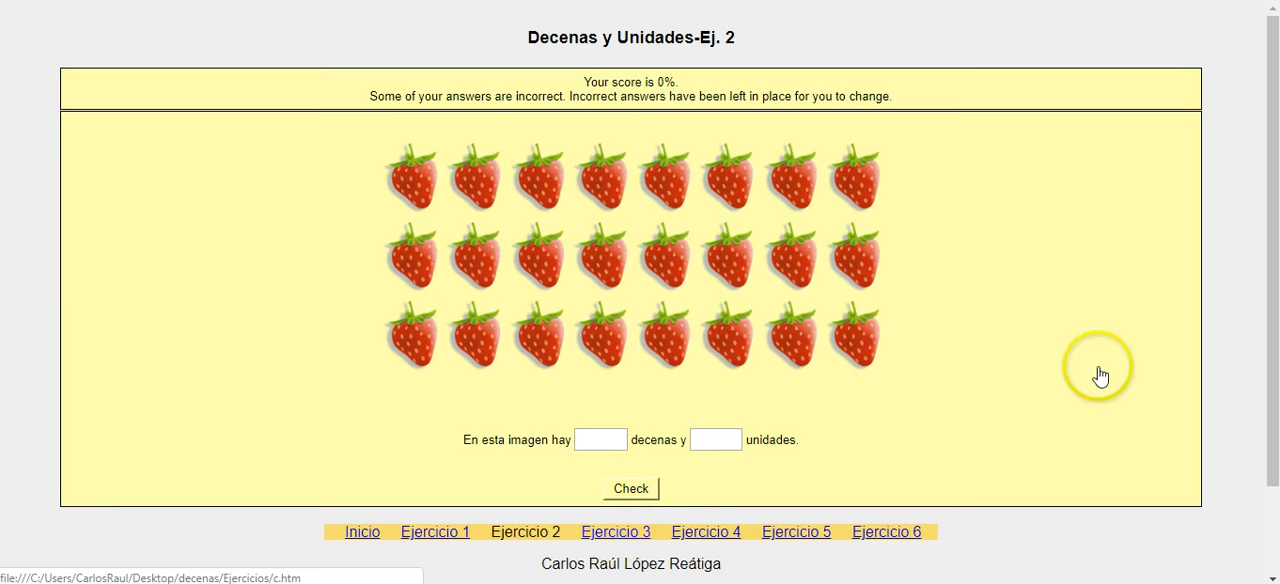 Decenas y Unidades-Ej. 2
Your score is 0%.
Some of your answers are incorrect. Incorrect answers have been left in place for you to change.
En esta imagen hay decenas y unidades.
Check
Inicio Ejercicio 1 Ejercicio 2 Ejercicio 3 Ejercicio 4 Ejercicio 5 Ejercicio 6
Carlos Raúl López Reátiga
file:///C:/Users/CarlosRaul/Desktop/decenas/Ejercicios/c.htm